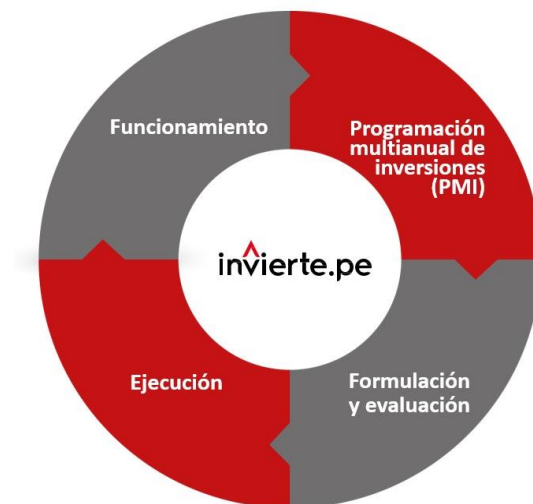 Funcionamiento
Programación
multianual de
inversiones
(PMI)
invierte.pe
Ejecución
Formulación
y evaluación